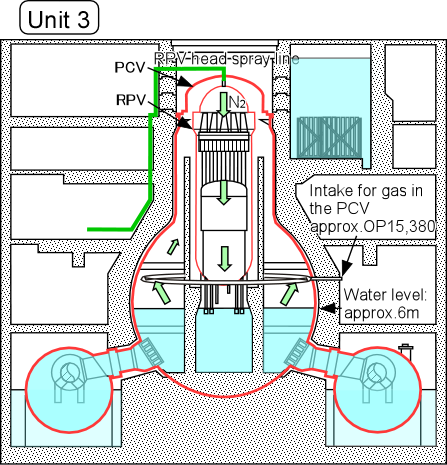 Unit 3
RPV-head-spray-line
PCV
RPV
N2
Intake for gas in
the PCV
approx.OP15,380
Water level:
approx.6m